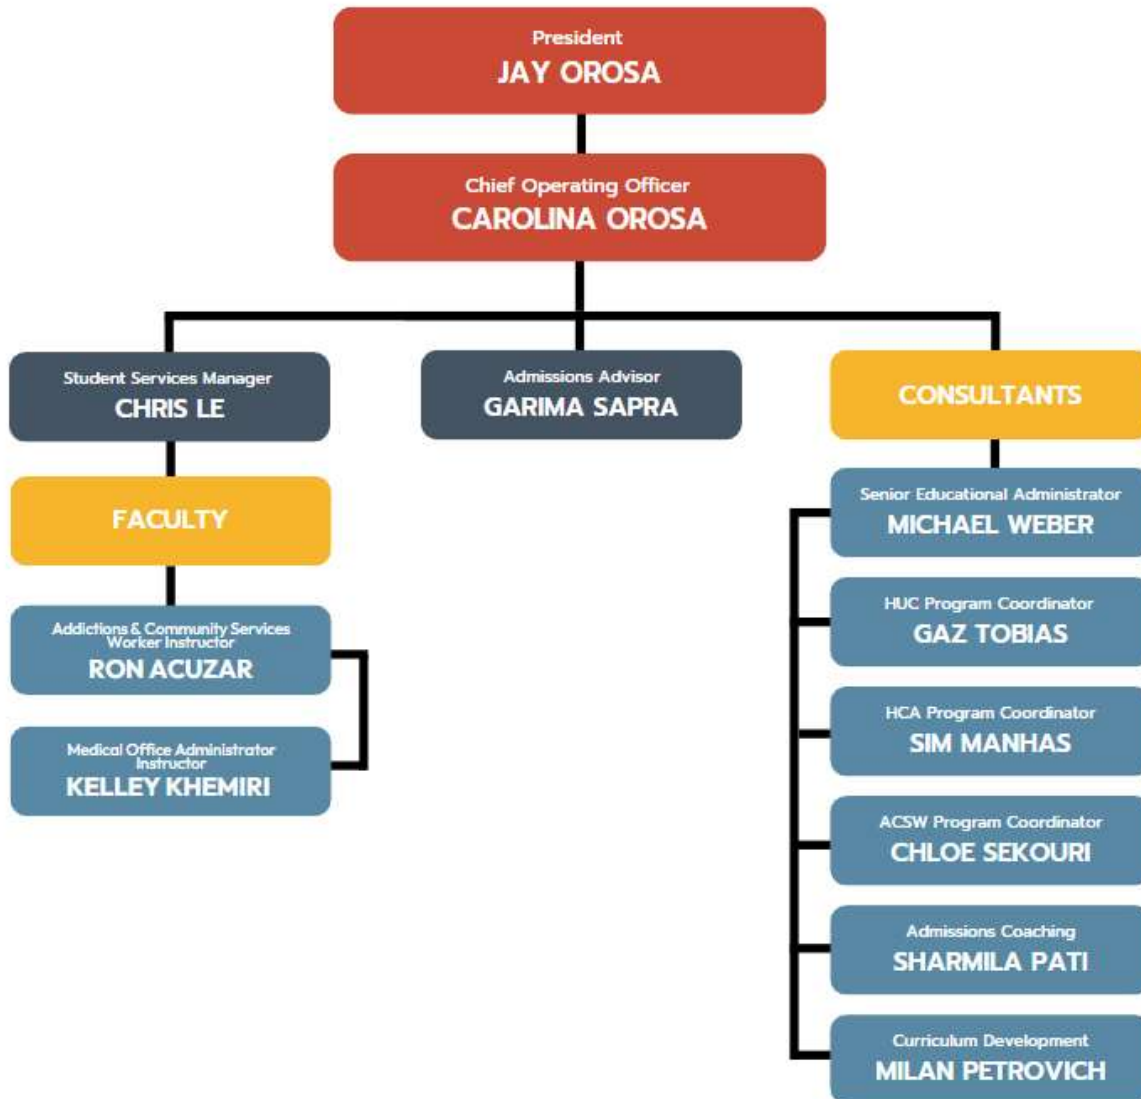 President
JAY OROSA
Chief Operating Officer
CAROLINA OROSA
Student Services Manager
CHRIS LE
Admissions Advisor
GARIMA SAPRA
CONSULTANTS
FACULTY
Addictions & Community Services
Worker Instructor
RON ACUZAR
Medical Office Administrator
Instructor
KELLEY KHEMIRI
Senior Educational Administrator
MICHAEL WEBER
HUC Program Coordinator
GAZ TOBIAS
HCA Program Coordinator
SIM MANHAS
ACSW Program Coordinator
CHLOE SEKOURI
Admissions Coaching
SHARMILA PATI
Curriculum Development
MILAN PETROVICH